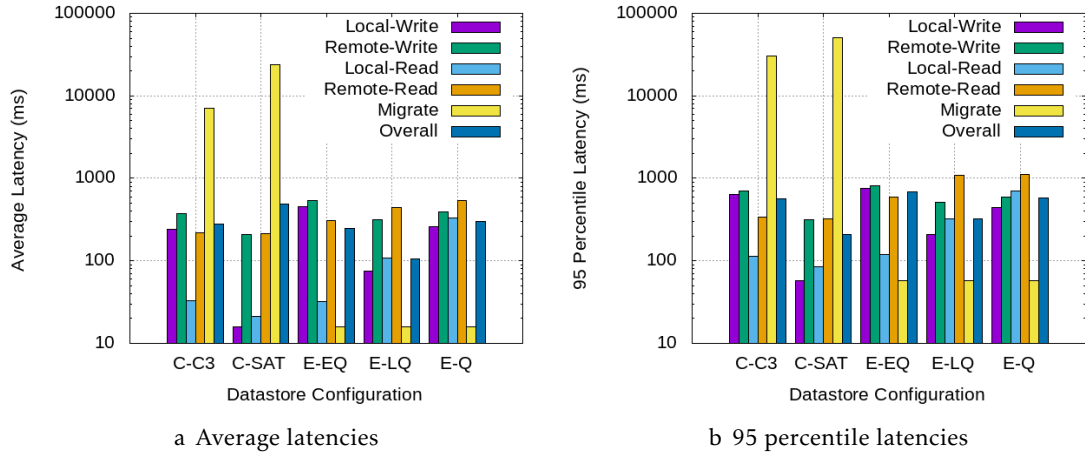 100000
10000
1000
100
10
Average Latency (ms)
Local-Write
Remote-Write
Local-Read
Remote-Read
Migrate
Overall
C-C3 C-SAT E-EQ E-LQ E-Q
Datastore Configuration
a Average latencies
100000
10000
1000
100
10
95 Percentile Latency (ms)
Local-Write
Remote-Write
Local-Read
Remote-Read
Migrate
Overall
C-C3 C-SAT E-EQ E-LQ E-Q
Datastore Configuration
b 95 percentile latencies